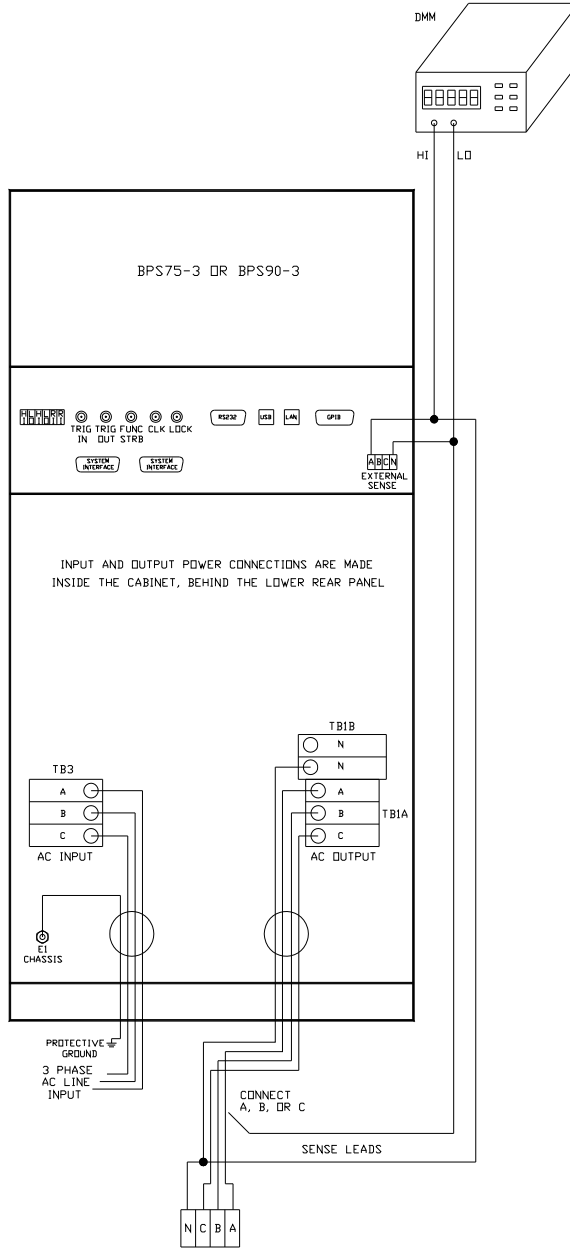 DMM
HI LO
BPS75-3 OR BPS90-3
TRIG IN
TRIG OUT
FUNC STRB
CLK
LOCK
RS232
USB
LAN
GPIB
SYSTEM
INTERFACE
SYSTEM
INTERFACE
A B C N
EXTERNAL
SENSE
INPUT AND OUTPUT POWER CONNECTIONS ARE MADE
INSIDE THE CABINET, BEHIND THE LOWER REAR PANEL
TB1B
N
N
TB3
A
B
C
AC INPUT
A
B
C
TB1A
AC OUTPUT
E1
CHASSIS
PROTECTIVE
GROUND
3 PHASE
AC LINE
INPUT
CONNECT
A, B, OR C
SENSE LEADS
N C B A